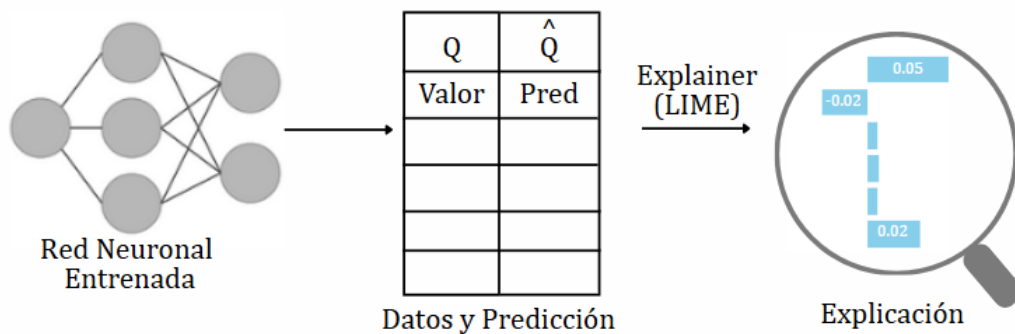 Red Neuronal
Entrenada
Q
^
Q
Valor
Pred
Datos y Predicción
Explainer
(LIME)
0.05
-0.02
0.02
Explicación